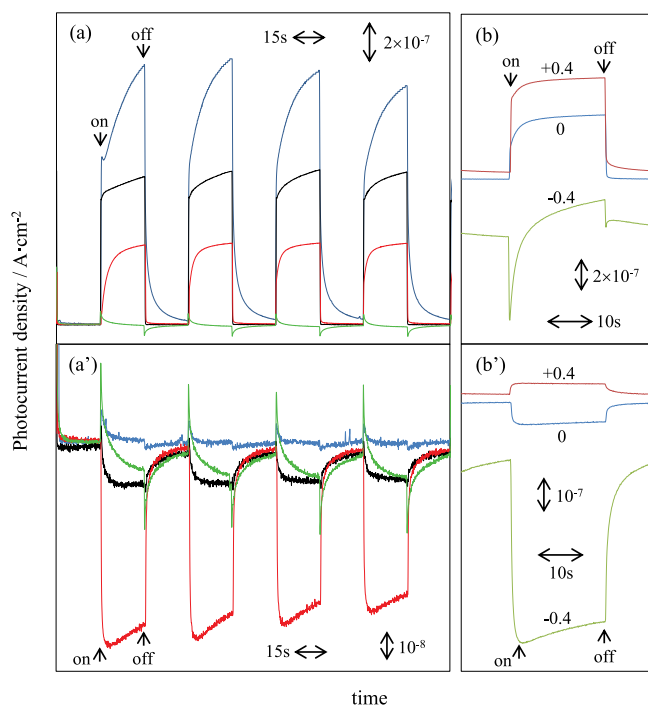 (a)
off
15s
2×10-7
on
(b)
on
off
+0.4
0
-0.4
2×10-7
10s
Photocurrent density / A·cm-2
(a’)
on
off
15s
10-8
(b’)
+0.4
0
10-7
10s
-0.4
on
off
time